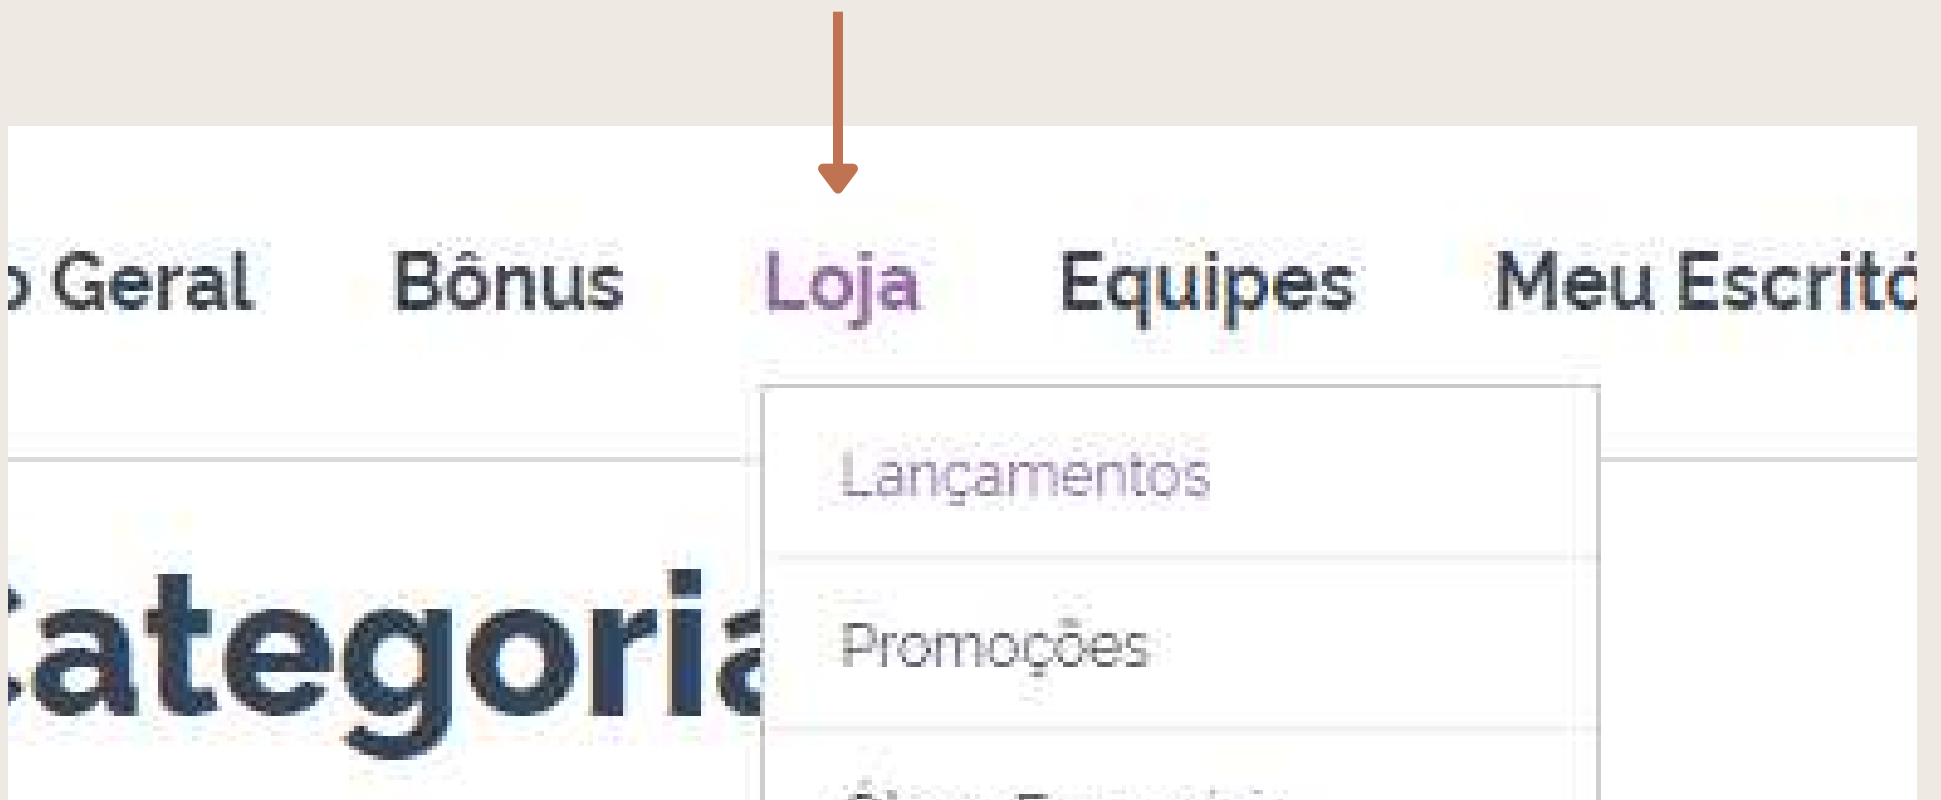 o Geral Bônus Loja Equipes Meu Escritó
Lançamentos
Categoria
Promoções